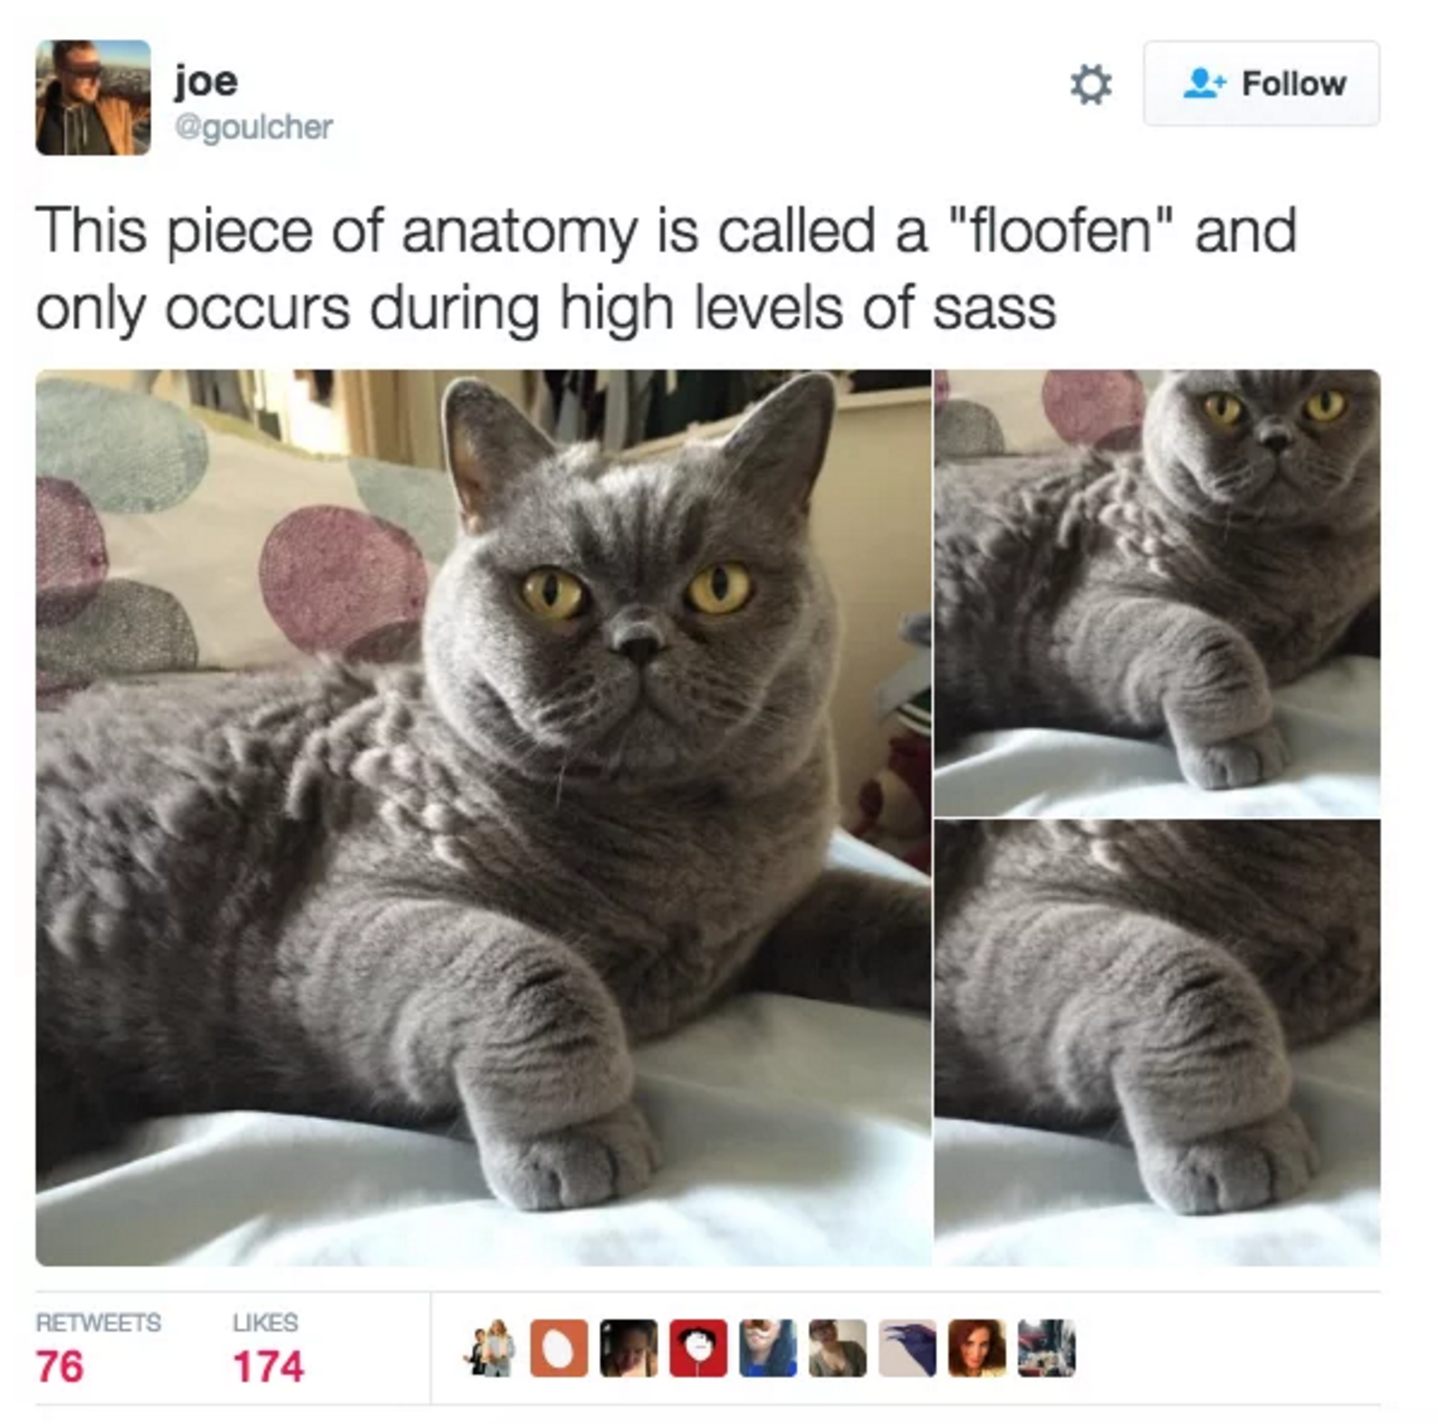 joe
@goulcher
Follow
This piece of anatomy is called a "floofen" and
only occurs during high levels of sass
RETWEETS
76
LIKES
174